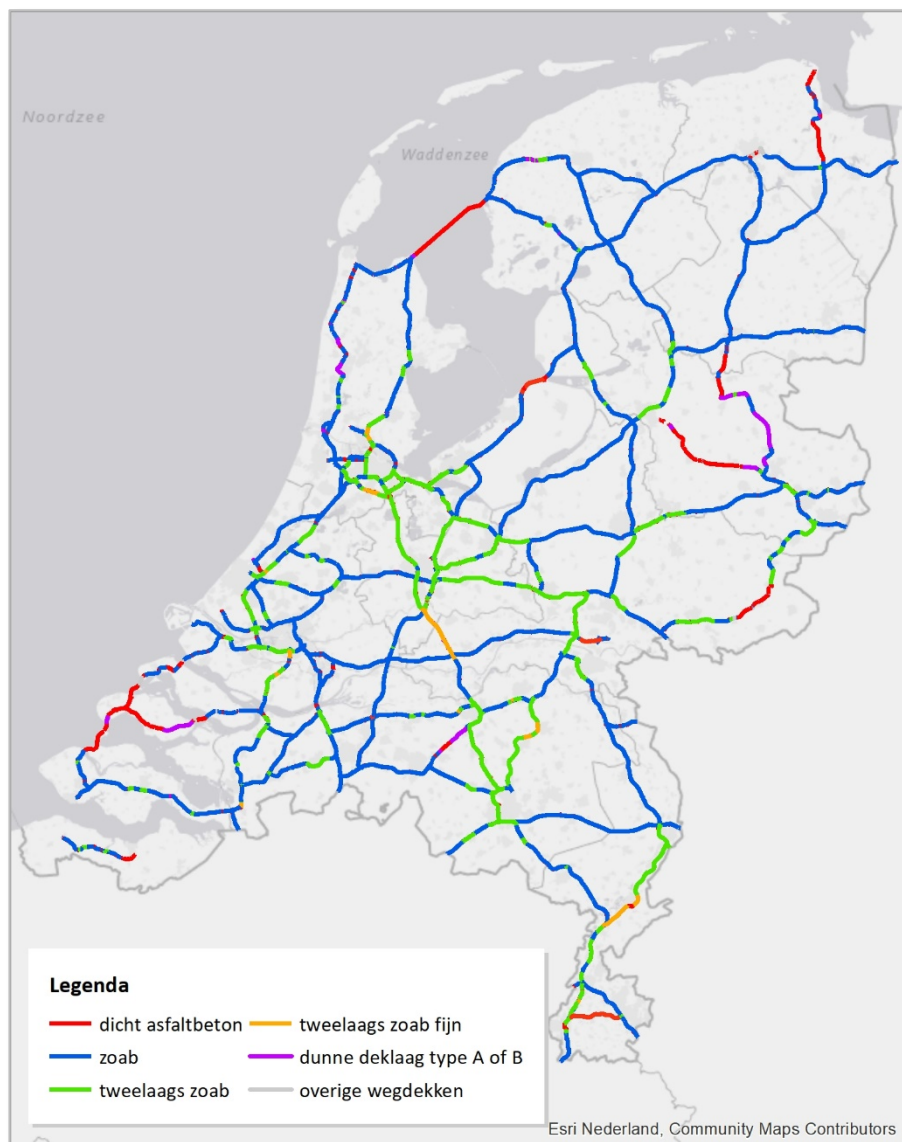 Noordzee
Waddenzee
Legenda
dicht asfaltbeton
tweelaags zoab fijn
zoab
dunne deklaag type A of B
tweelaags zoab
overige wegdekken
Esri Nederland, Community Maps Contributors